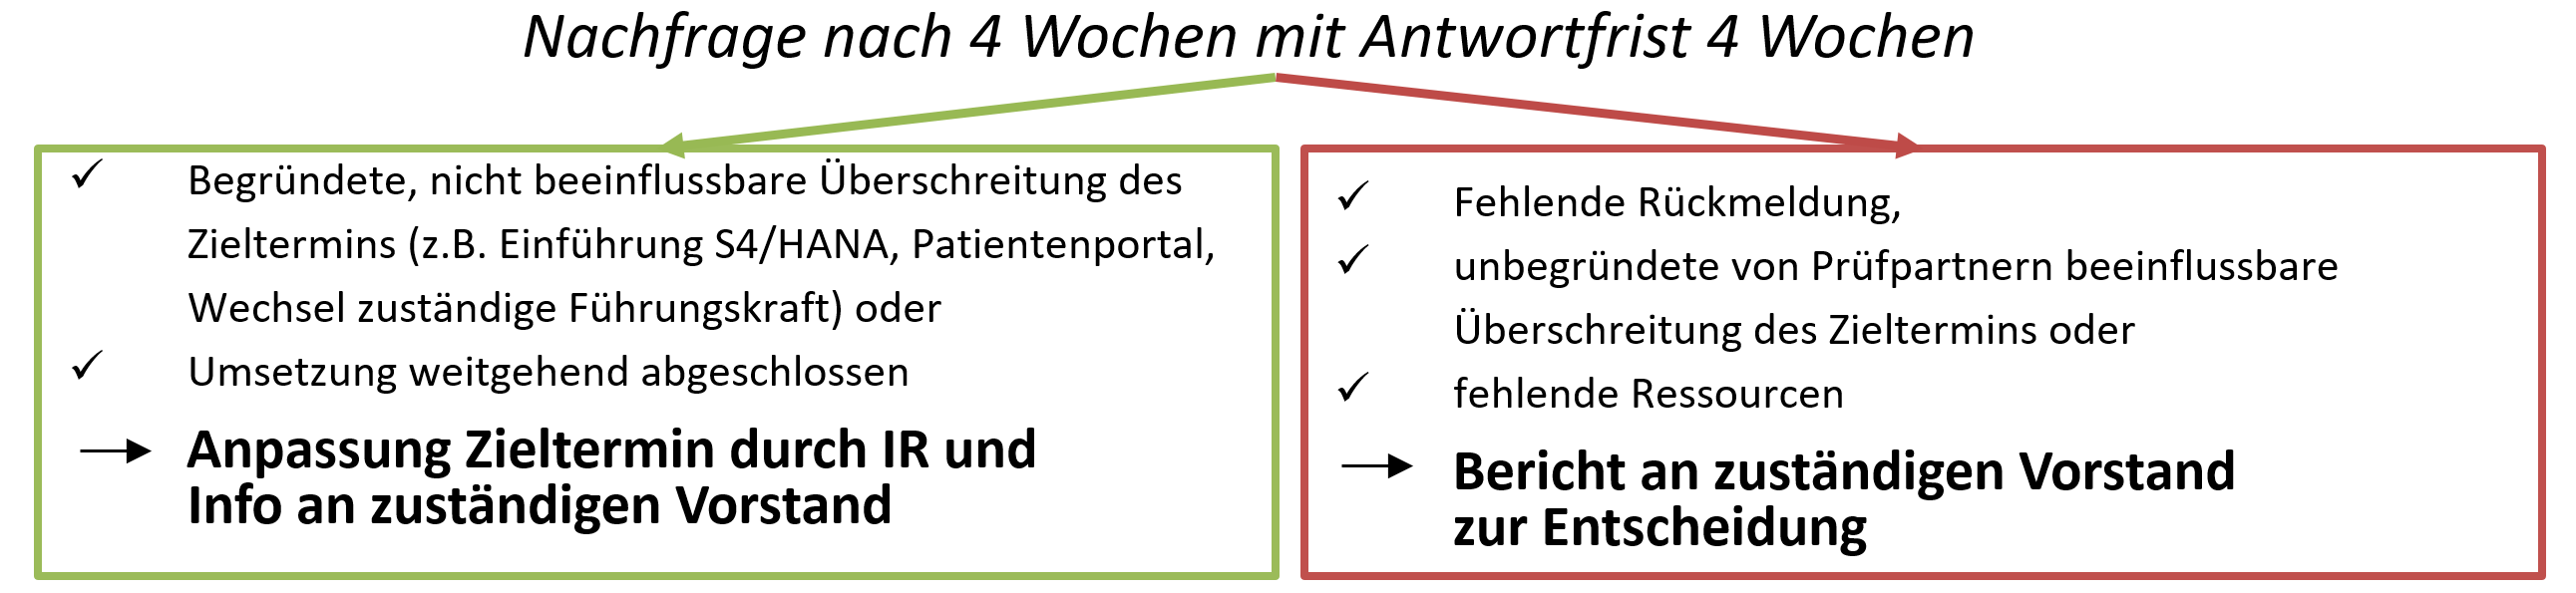 Nachfrage nach 4 Wochen mit Antwortfrist 4 Wochen
✓ Begründete, nicht beeinflussbare Überschreitung des
Zieltermins (z.B. Einführung S4/HANA, Patientenportal,
Wechsel zuständige Führungskraft) oder
✓ Umsetzung weitgehend abgeschlossen
→ Anpassung Zieltermin durch IR und
Info an zuständigen Vorstand
✓ Fehlende Rückmeldung,
✓ unbegründete von Prüfpartnern beeinflussbare
Überschreitung des Zieltermins oder
✓ fehlende Ressourcen
→ Bericht an zuständigen Vorstand
zur Entscheidung